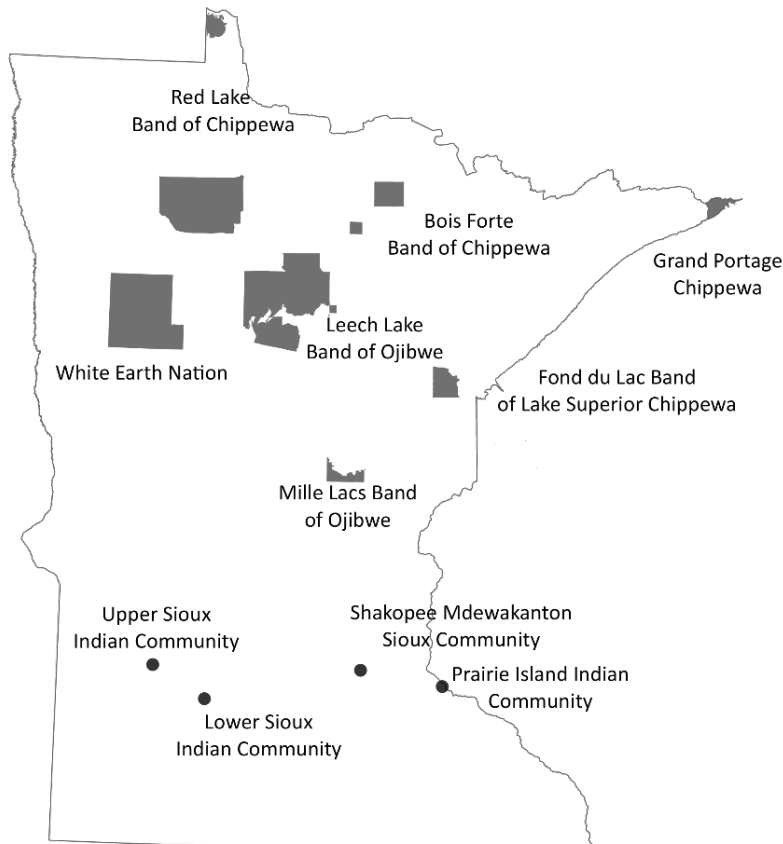 Red Lake
Band of Chippewa
Bois Forte
Band of Chippewa
Grand Portage
Chippewa
Leech Lake
Band of Ojibwe
White Earth Nation
Fond du Lac Band
of Lake Superior Chippewa
Mille Lacs Band
of Ojibwe
Upper Sioux
Indian Community
Shakopee Mdewakanton
Sioux Community
Prairie Island Indian
Community
Lower Sioux
Indian Community